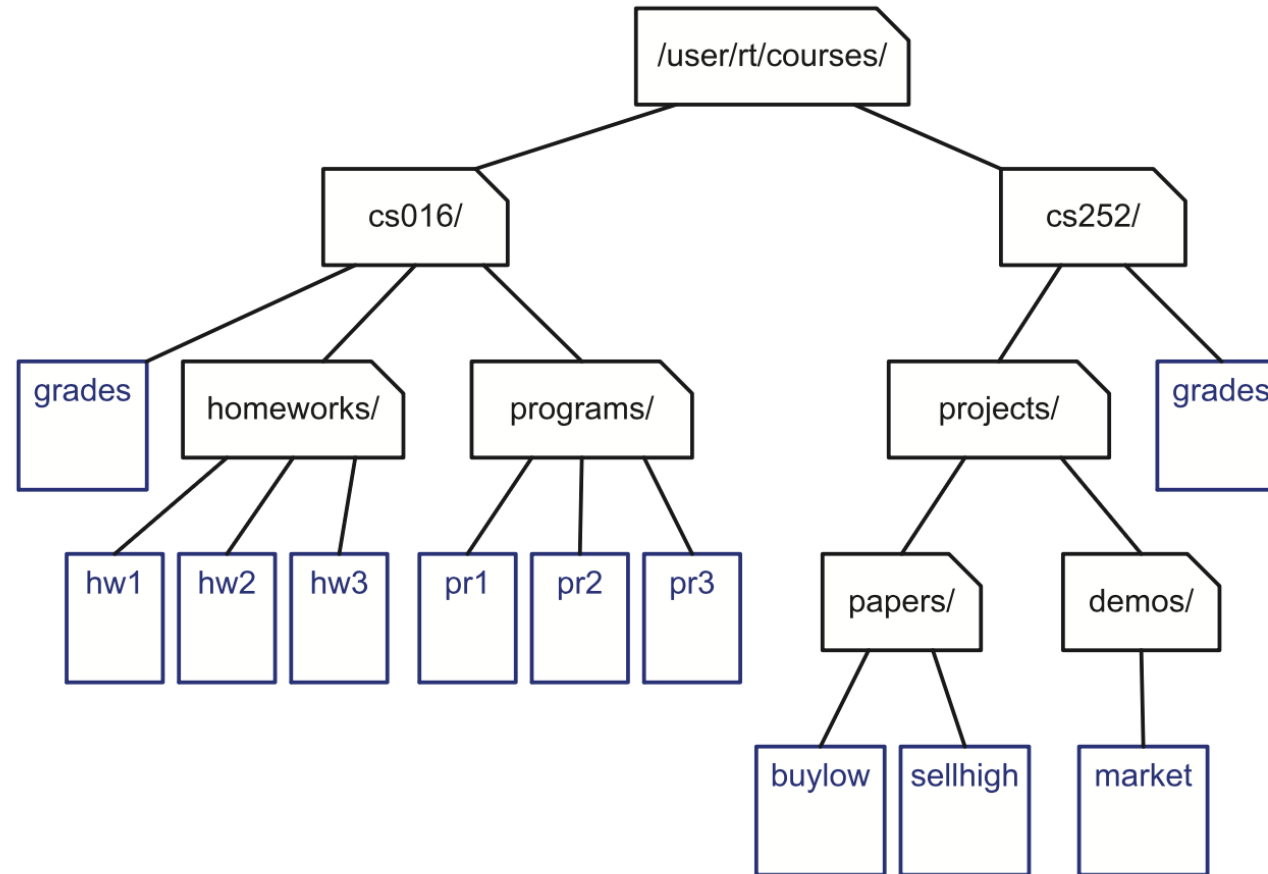 /user/rt/courses/
cs016/
cs252/
grades
homeworks/
programs/
projects/
grades
hw1
hw2
hw3
pr1
pr2
pr3
papers/
demos/
buylow
sellhigh
market